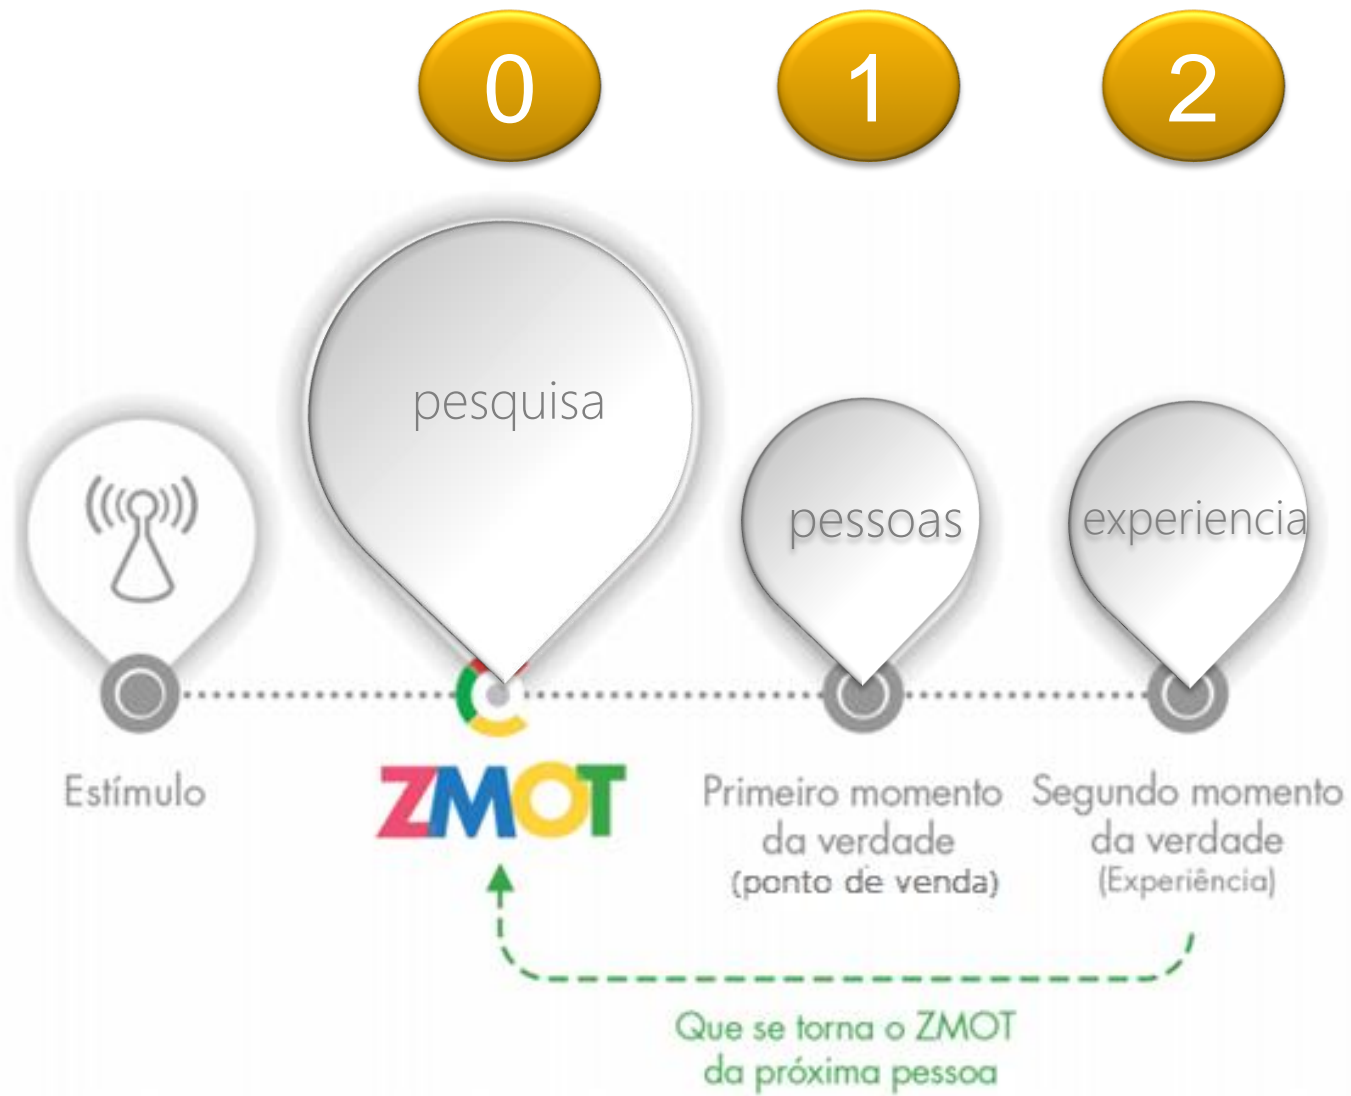 0
1
2
pesquisa
pessoas
experiencia
Estímulo
ZMOT
Primeiro momento
da verdade
(ponto de venda)
Segundo momento
da verdade
(Experiência)
Que se torna o ZMOT
da próxima pessoa